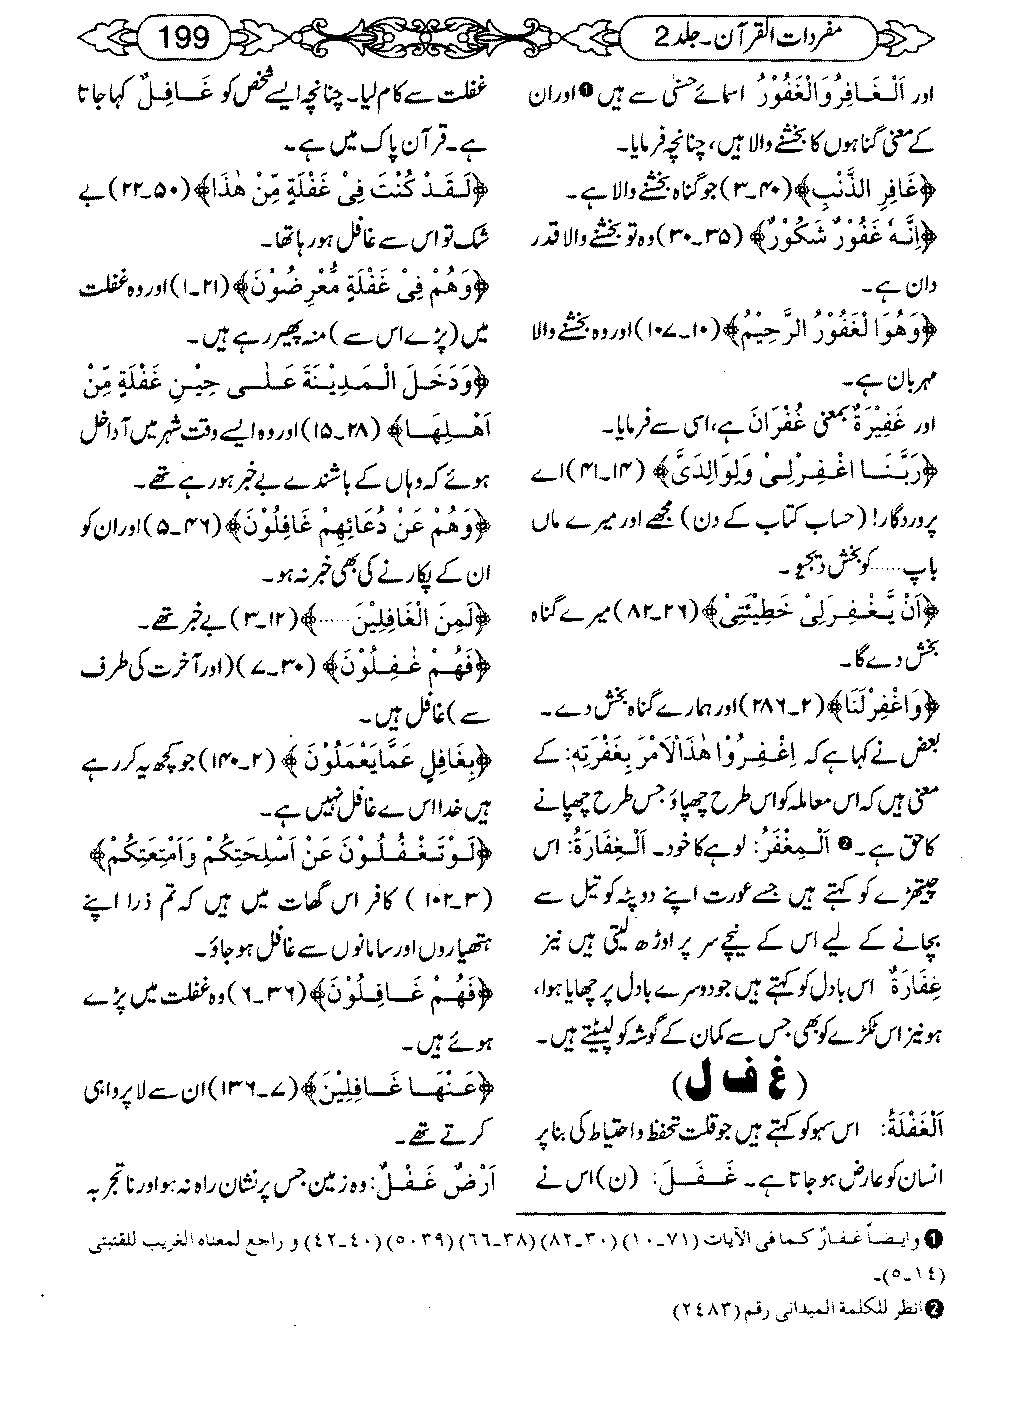 مفردات القرآن۔ جلد 2
199
اور اَلْغَافِرُ وَالْغَفُوْرُ اسمائے حسنٰی سے ہیں ❶ اور ان
کے معنی گناہوں کا بخشنے والا ہیں، چنانچہ فرمایا۔
﴿غَافِرِ الذَّنْبِ﴾ (۴۰۔۳) جو گناہ بخشنے والا ہے۔
﴿اِنَّهٗ غَفُوْرٌ شَكُوْرٌ﴾ (۳۵۔۳۰) وہ تو بخشنے والا قدر
دان ہے۔
﴿وَهُوَا لْغَفُوْرُ الرَّحِيْمُ﴾ (۱۰۔۱۰۷) اور وہ بخشنے والا
مہربان ہے۔
اور غَفِيْرَةٌ بمعنی غُفْرَانَ ہے، اسی سے فرمایا۔
﴿رَبَّنَا اغْفِرْلِىْ وَلِوَالِدَىَّ﴾ (۱۴۔۴۱) اے
پروردگار! (حساب کتاب کے دن) مجھے اور میرے ماں
باپ...... کو بخش دیجیو۔
﴿اَنْ يَّغْفِرَلِىْ خَطِيْئَتِىْ﴾ (۲۶۔۸۲) میرے گناہ
بخش دے گا۔
﴿وَاغْفِرْلَنَا﴾ (۲۔۲۸۶) اور ہمارے گناہ بخش دے۔
بعض نے کہا ہے کہ اِغْفِرُوْا هٰذَا لْاَمْرَ بِغَفْرَتِهٖ: کے
معنی ہیں کہ اس معاملہ کو اس طرح چھپاؤ جس طرح چھپانے
کا حق ہے۔ ❷ اَلْمِغْفَرُ: لوہے کا خود۔ اَلْغِفَارَةُ: اس
چیتھڑے کو کہتے ہیں جسے عورت اپنے دوپٹہ کو تیل سے
بچانے کے لیے اس کے نیچے سر پر اوڑھ لیتی ہیں نیز
غِفَارَةٌ اس بادل کو کہتے ہیں جو دوسرے بادل پر چھایا ہوا،
ہو نیز اس ٹکڑے کو بھی جس سے کمان کے گوشہ کو لپیٹتے ہیں۔
(غ ف ل)
اَلْغَفْلَةُ: اس سہو کو کہتے ہیں جو قلت تحفظ و احتیاط کی بنا پر
انسان کو عارض ہو جاتا ہے۔ غَفَلَ: (ن) اس نے
غفلت سے کام لیا۔ چنانچہ ایسے شخص کو غَافِلٌ کہا جاتا
ہے۔ قرآن پاک میں ہے۔
﴿لَقَدْ كُنْتَ فِىْ غَفْلَةٍ مِّنْ هٰذَا﴾ (۵۰۔۲۲) بے
شک تو اس سے غافل ہو رہا تھا۔
﴿وَهُمْ فِىْ غَفْلَةٍ مُّعْرِضُوْنَ﴾ (۲۱۔۱) اور وہ غفلت
میں (پڑے اس سے) منہ پھیر رہے ہیں۔
﴿وَدَخَلَ الْمَدِيْنَةَ عَلٰى حِيْنِ غَفْلَةٍ مِّنْ
اَهْلِهَا﴾ (۲۸۔۱۵) اور وہ ایسے وقت شہر میں آ داخل
ہوئے کہ وہاں کے باشندے بے خبر ہو رہے تھے۔
﴿وَهُمْ عَنْ دُعَائِهِمْ غَافِلُوْنَ﴾ (۴۶۔۵) اور ان کو
ان کے پکارنے کی بھی خبر نہ ہو۔
﴿لَمِنَ الْغَافِلِيْنَ......﴾ (۱۲۔۳) بے خبر تھے۔
﴿فَهُمْ غٰفِلُوْنَ﴾ (۳۰۔۷) (اور آخرت کی طرف
سے) غافل ہیں۔
﴿بِغَافِلٍ عَمَّا يَعْمَلُوْنَ﴾ (۲۔۱۴۰) جو کچھ یہ کر رہے
ہیں خدا اس سے غافل نہیں ہے۔
﴿لَوْ تَغْفُلُوْنَ عَنْ اَسْلِحَتِكُمْ وَاَمْتِعَتِكُمْ﴾
(۳۔۱۰۲) کافر اس گھات میں ہیں کہ تم ذرا اپنے
ہتھیاروں اور سامانوں سے غافل ہو جاؤ۔
﴿فَهُمْ غَافِلُوْنَ﴾ (۳۶۔۶) وہ غفلت میں پڑے
ہوئے ہیں۔
﴿عَنْهَا غَافِلِيْنَ﴾ (۷۔۱۳۶) ان سے لا پرواہی
کرتے تھے۔
اَرْضٌ غُفْلٌ: وہ زمین جس پر نشان راہ نہ ہو اور نا تجربہ
❶ وايضاً غفارٌ كما فى الآيات (۷۱۔۱۰) (۳۰۔۸۲) (۳۸۔۶۶) (۵۰۳۹) (۴۰۔۴۲) و راجع لمعناه الغريب للقتبتى
(۱٤۔۵)۔
❷ انظر للكلمة الميدانى رقم (۲٤۸۳)